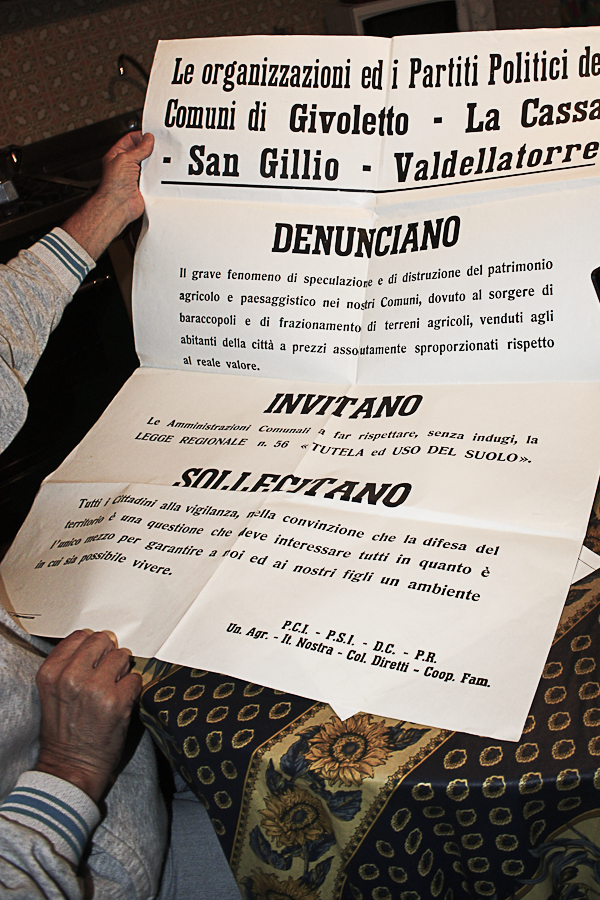 Le organizzazioni ed i Partiti Politici de
Comuni di Givoletto - La Cassa
- San Gillio - Valdellatorre
DENUNCIANO
Il grave fenomeno di speculazione e di distruzione del patrimonio
agricolo e paesaggistico nei nostri Comuni, dovuto al sorgere di
baraccopoli e di frazionamento di terreni agricoli, venduti agli
abitanti della città a prezzi assolutamente sproporzionati rispetto
al reale valore.
INVITANO
Le Amministrazioni Comunali a far rispettare, senza indugi, la
LEGGE REGIONALE n. 56 «TUTELA ed USO DEL SUOLO».
SOLLECITANO
Tutti i Cittadini alla vigilanza, nella convinzione che la difesa del
territorio è una questione che deve interessare tutti in quanto è
l'unico mezzo per garantire a noi ed ai nostri figli un ambiente
in cui sia possibile vivere.
P.C.I. - P.S.I. - D.C. - P.R.
Un. Agr. - It. Nostra - Col. Diretti - Coop. Fam.